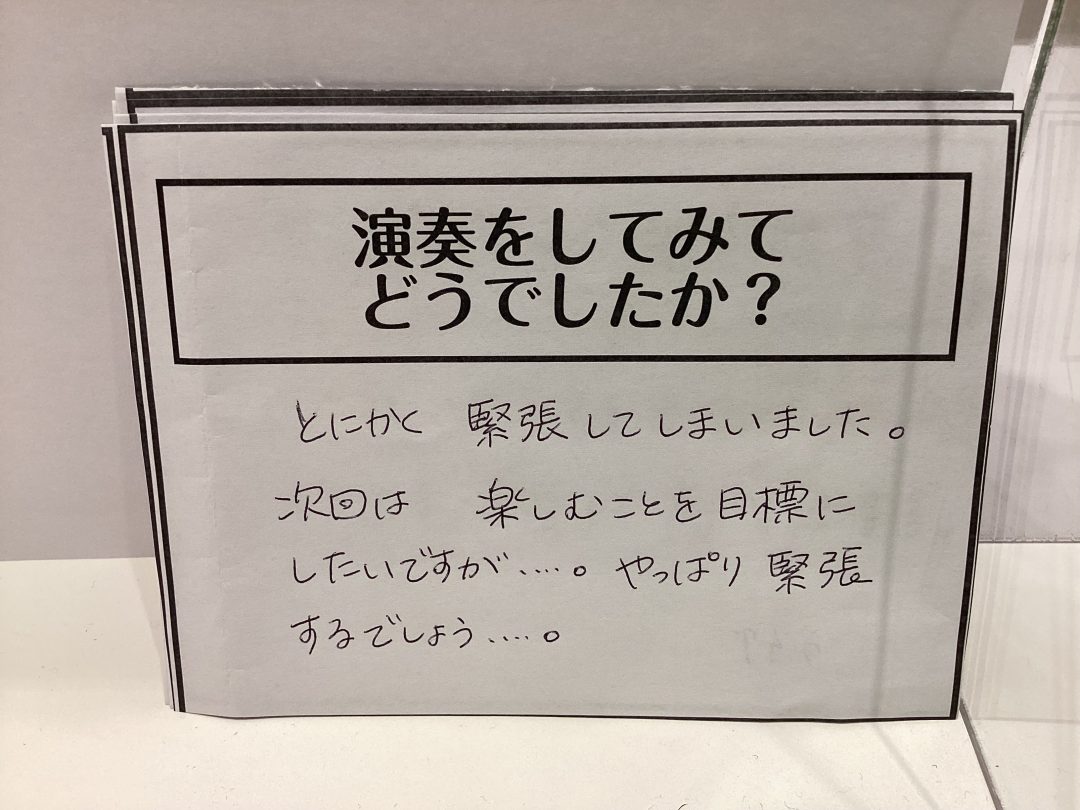 演奏をしてみて
どうでしたか？
とにかく 緊張してしまいました。
次回は 楽しむことを目標に
したいですが.....。やっぱり緊張
するでしょう.....。